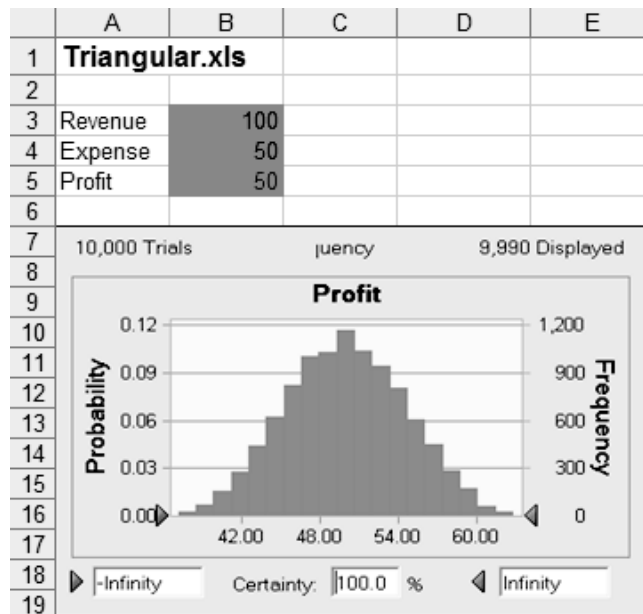 A B C D E
1 Triangular.xls
2
3 Revenue 100
4 Expense 50
5 Profit 50
6
7 10,000 Trials 9,990 Displayed
8
9 Profit
10 0.12 1,200
11 0.09 900
12
13 0.06 600
14 0.03 300
15
16 0.00 0
17 42.00 48.00 54.00 60.00
Probability
Frequency
18 -Infinity Certainty: 100.0 % Infinity
19